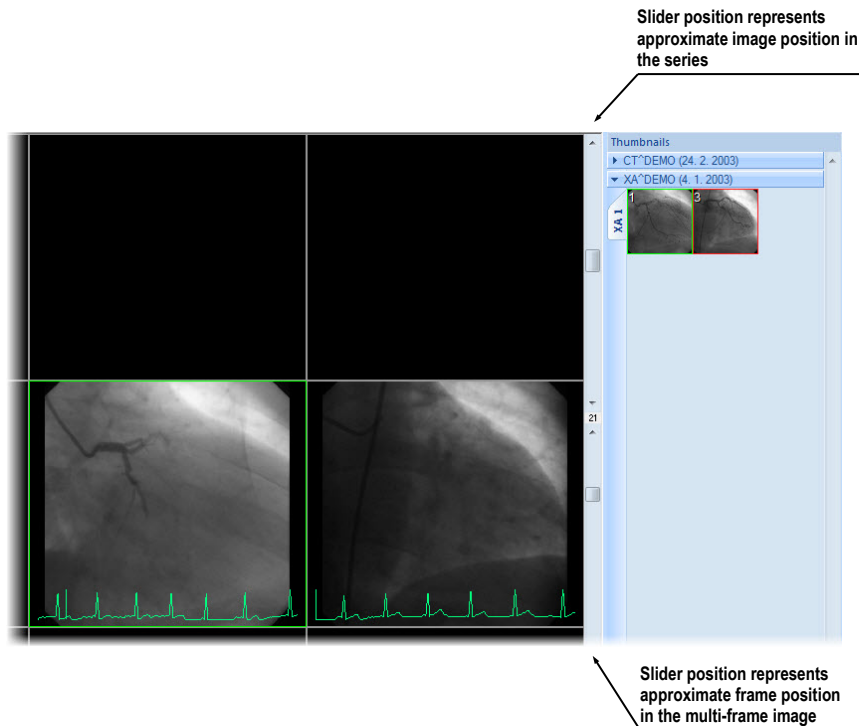 Slider position represents
approximate image position in
the series
Thumbnails
CT^DEMO (24. 2. 2003)
XA^DEMO (4. 1. 2003)
XA 1
1
3
21
Slider position represents
approximate frame position
in the multi-frame image